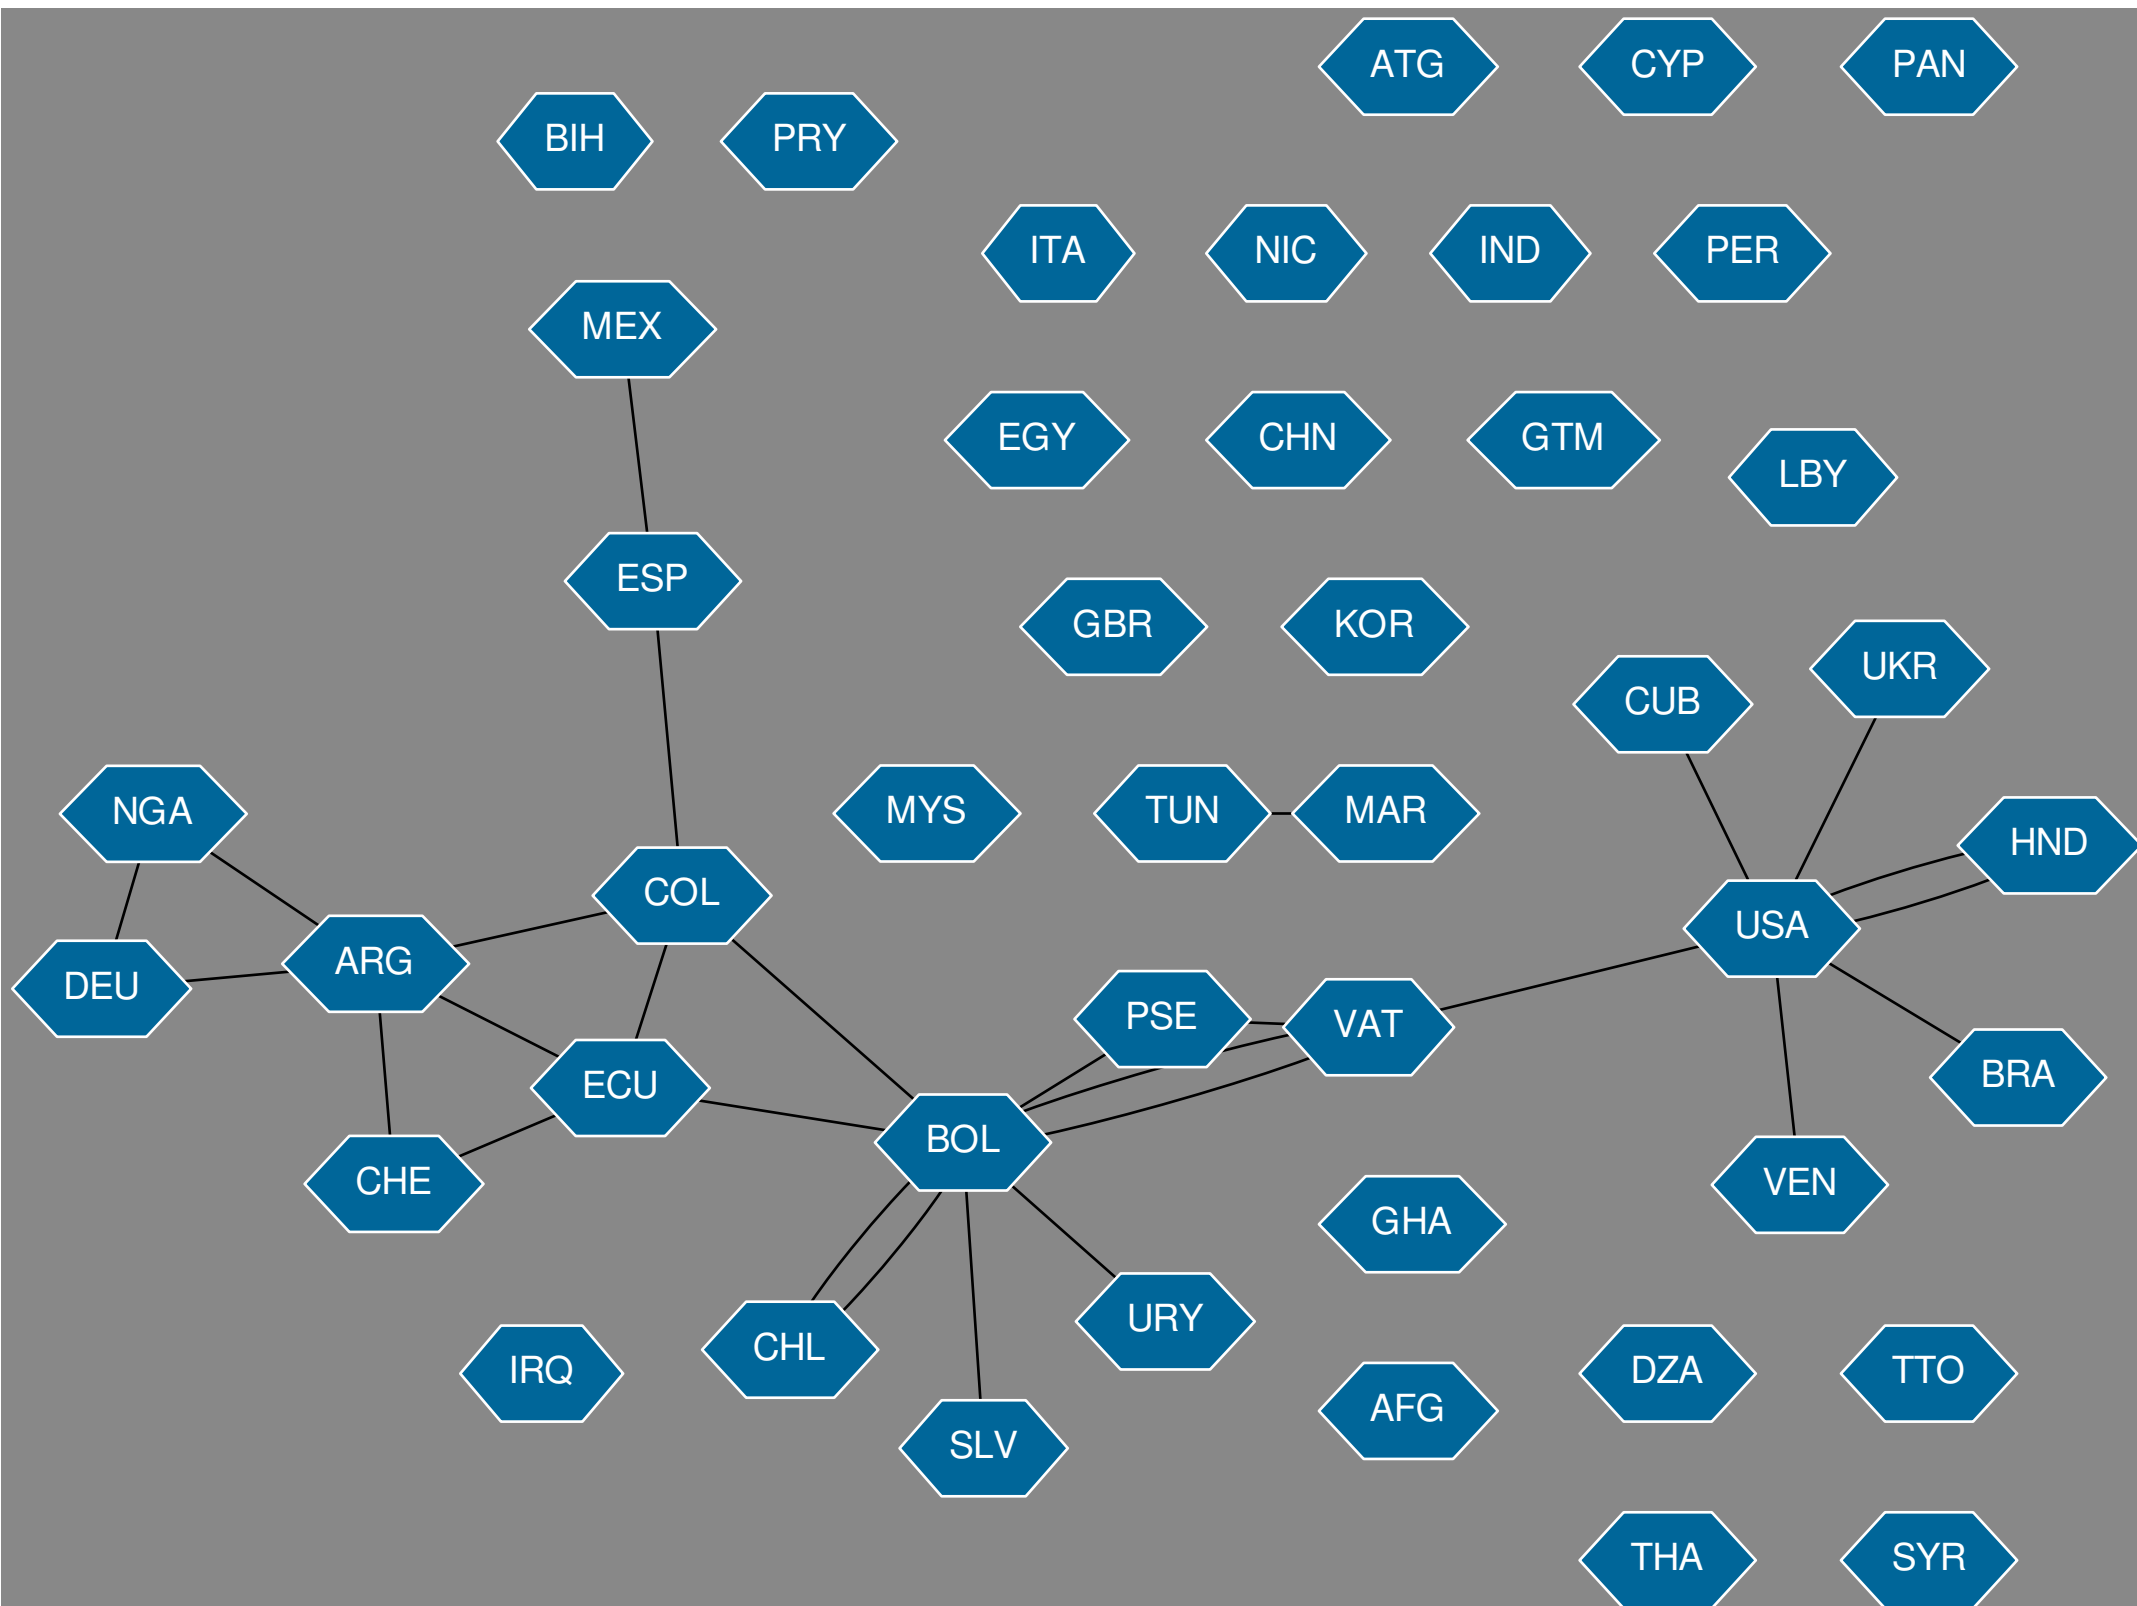 ATG
CYP
PAN
BIH
PRY
ITA
NIC
IND
PER
MEX
EGY
CHN
GTM
LBY
ESP
GBR
KOR
UKR
CUB
NGA
MYS
TUN
MAR
HND
COL
USA
ARG
DEU
PSE
VAT
BRA
ECU
BOL
CHE
VEN
GHA
URY
CHL
IRQ
DZA
TTO
AFG
SLV
THA
SYR